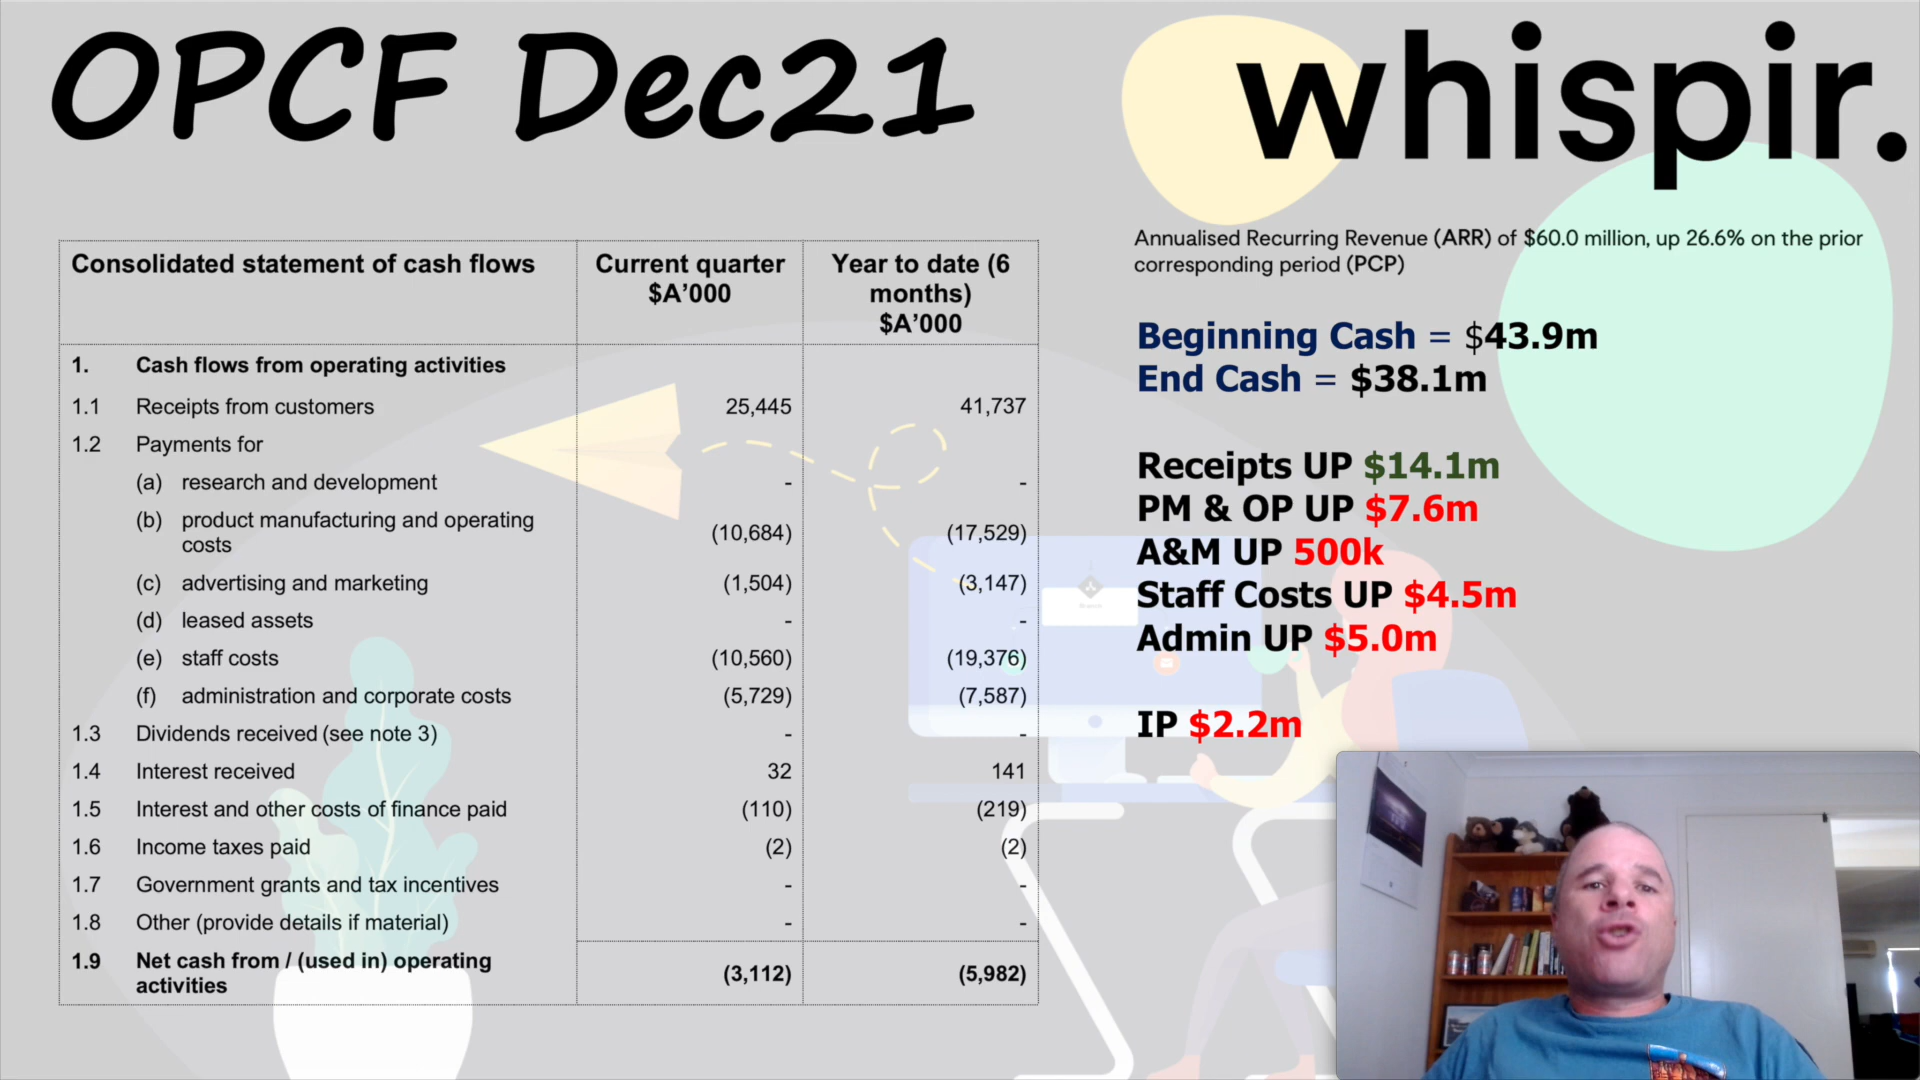 OPCF Dec21
whispir.
Annualised Recurring Revenue (ARR) of $60.0 million, up 26.6% on the prior
corresponding period (PCP)
Consolidated statement of cash flows
Current quarter
$A’000
Year to date (6
months)
$A’000
1. Cash flows from operating activities
1.1 Receipts from customers 25,445 41,737
1.2 Payments for
(a) research and development - -
(b) product manufacturing and operating
costs (10,684) (17,529)
(c) advertising and marketing (1,504) (3,147)
(d) leased assets - -
(e) staff costs (10,560) (19,376)
(f) administration and corporate costs (5,729) (7,587)
1.3 Dividends received (see note 3) - -
1.4 Interest received 32 141
1.5 Interest and other costs of finance paid (110) (219)
1.6 Income taxes paid (2) (2)
1.7 Government grants and tax incentives - -
1.8 Other (provide details if material) - -
1.9 Net cash from / (used in) operating
activities (3,112) (5,982)
Beginning Cash = $43.9m
End Cash = $38.1m
Receipts UP $14.1m
PM & OP UP $7.6m
A&M UP 500k
Staff Costs UP $4.5m
Admin UP $5.0m
IP $2.2m